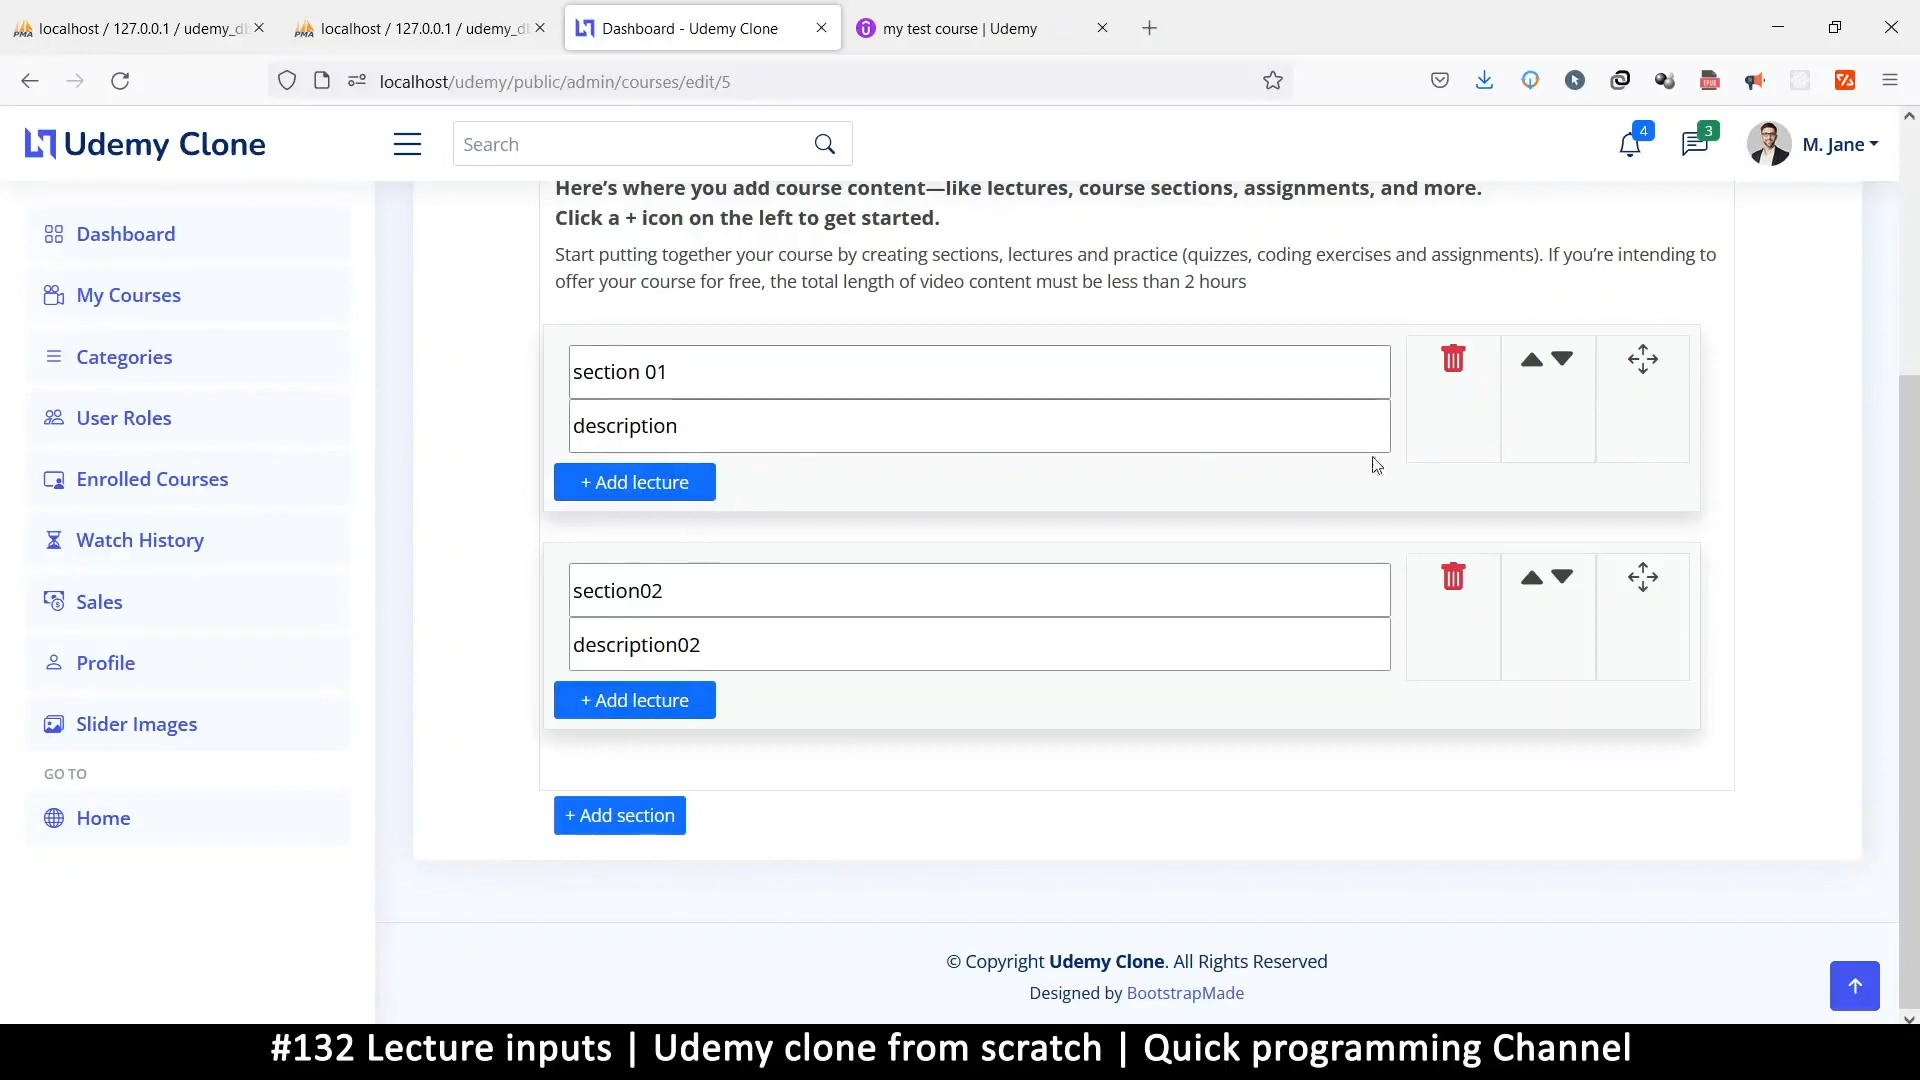 localhost / 127.0.0.1 / udemy_d
localhost / 127.0.0.1 / udemy_d
Dashboard - Udemy Clone
my test course | Udemy
localhost/udemy/public/admin/courses/edit/5
Udemy Clone
Search
4
3
M. Jane
Dashboard
My Courses
Categories
User Roles
Enrolled Courses
Watch History
Sales
Profile
Slider Images
GO TO
Home
Here’s where you add course content—like lectures, course sections, assignments, and more.
Click a + icon on the left to get started.
Start putting together your course by creating sections, lectures and practice (quizzes, coding exercises and assignments). If you’re intending to
offer your course for free, the total length of video content must be less than 2 hours
section 01
description
+ Add lecture
section02
description02
+ Add lecture
+ Add section
© Copyright Udemy Clone. All Rights Reserved
Designed by BootstrapMade
#132 Lecture inputs | Udemy clone from scratch | Quick programming Channel